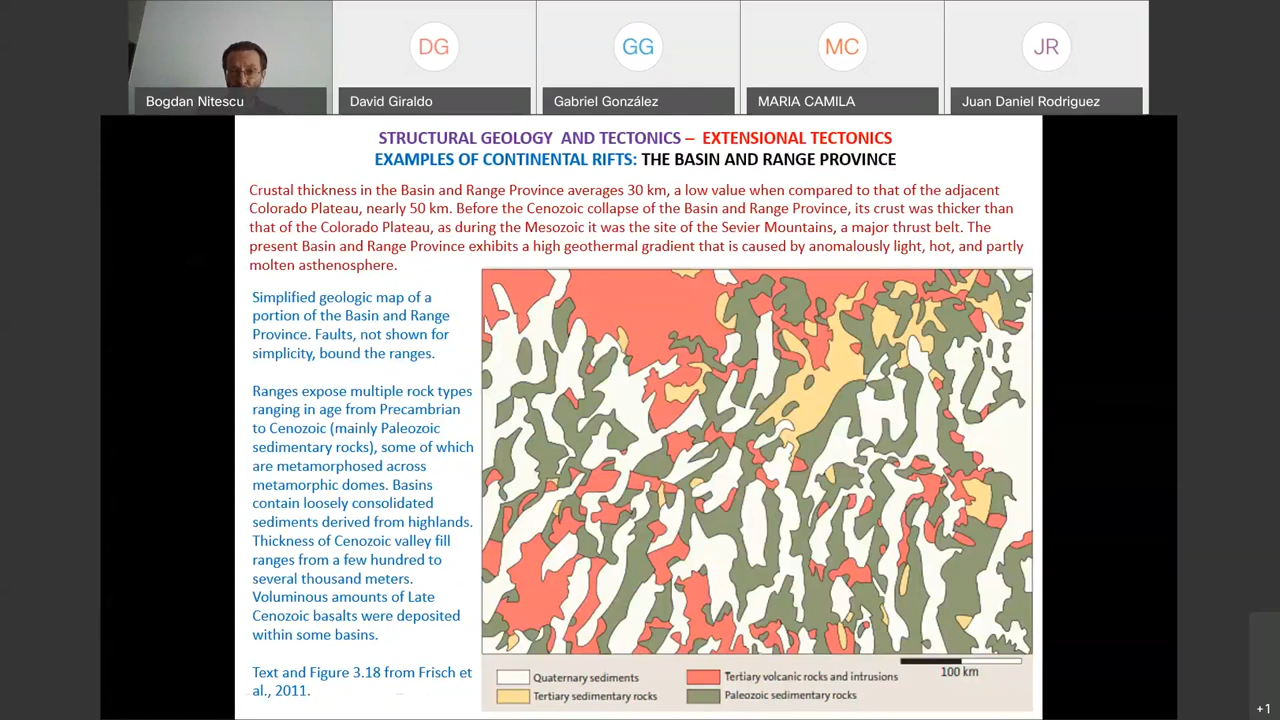 DG
GG
MC
JR
Bogdan Nitescu
David Giraldo
Gabriel González
MARIA CAMILA
Juan Daniel Rodriguez
STRUCTURAL GEOLOGY AND TECTONICS – EXTENSIONAL TECTONICS
EXAMPLES OF CONTINENTAL RIFTS: THE BASIN AND RANGE PROVINCE
Crustal thickness in the Basin and Range Province averages 30 km, a low value when compared to that of the adjacent
Colorado Plateau, nearly 50 km. Before the Cenozoic collapse of the Basin and Range Province, its crust was thicker than
that of the Colorado Plateau, as during the Mesozoic it was the site of the Sevier Mountains, a major thrust belt. The
present Basin and Range Province exhibits a high geothermal gradient that is caused by anomalously light, hot, and partly
molten asthenosphere.
Simplified geologic map of a
portion of the Basin and Range
Province. Faults, not shown for
simplicity, bound the ranges.
Ranges expose multiple rock types
ranging in age from Precambrian
to Cenozoic (mainly Paleozoic
sedimentary rocks), some of which
are metamorphosed across
metamorphic domes. Basins
contain loosely consolidated
sediments derived from highlands.
Thickness of Cenozoic valley fill
ranges from a few hundred to
several thousand meters.
Voluminous amounts of Late
Cenozoic basalts were deposited
within some basins.
Text and Figure 3.18 from Frisch et
al., 2011.
100 km
Quaternary sediments
Tertiary volcanic rocks and intrusions
Tertiary sedimentary rocks
Paleozoic sedimentary rocks
+1